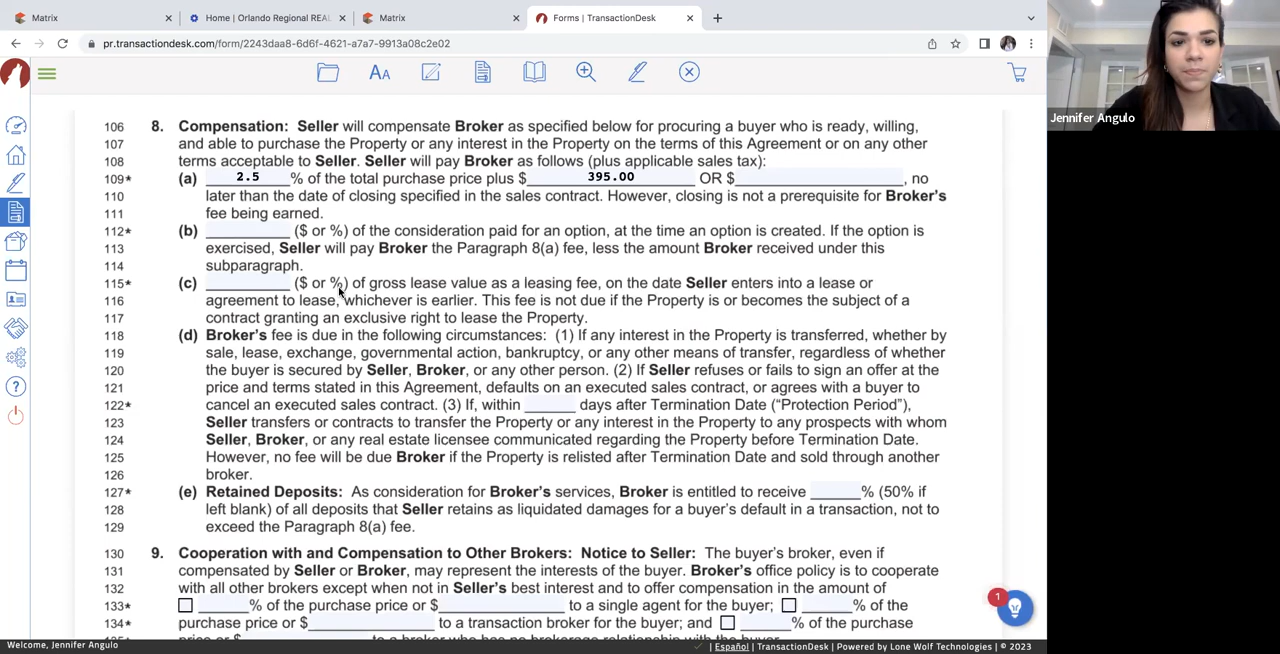 Matrix
Home | Orlando Regional REAL
Matrix
Forms | TransactionDesk
pr.transactiondesk.com/form/2243daa8-6d6f-4621-a7a7-9913a08c2e02
AA
Jennifer Angulo
106 8. Compensation: Seller will compensate Broker as specified below for procuring a buyer who is ready, willing,
107 and able to purchase the Property or any interest in the Property on the terms of this Agreement or on any other
108 terms acceptable to Seller. Seller will pay Broker as follows (plus applicable sales tax):
109* (a) 2.5 % of the total purchase price plus $ 395.00 OR $ , no
110 later than the date of closing specified in the sales contract. However, closing is not a prerequisite for Broker's
111 fee being earned.
112* (b) ($ or %) of the consideration paid for an option, at the time an option is created. If the option is
113 exercised, Seller will pay Broker the Paragraph 8(a) fee, less the amount Broker received under this
114 subparagraph.
115* (c) ($ or %) of gross lease value as a leasing fee, on the date Seller enters into a lease or
116 agreement to lease, whichever is earlier. This fee is not due if the Property is or becomes the subject of a
117 contract granting an exclusive right to lease the Property.
118 (d) Broker's fee is due in the following circumstances: (1) If any interest in the Property is transferred, whether by
119 sale, lease, exchange, governmental action, bankruptcy, or any other means of transfer, regardless of whether
120 the buyer is secured by Seller, Broker, or any other person. (2) If Seller refuses or fails to sign an offer at the
121 price and terms stated in this Agreement, defaults on an executed sales contract, or agrees with a buyer to
122* cancel an executed sales contract. (3) If, within days after Termination Date ("Protection Period"),
123 Seller transfers or contracts to transfer the Property or any interest in the Property to any prospects with whom
124 Seller, Broker, or any real estate licensee communicated regarding the Property before Termination Date.
125 However, no fee will be due Broker if the Property is relisted after Termination Date and sold through another
126 broker.
127* (e) Retained Deposits: As consideration for Broker's services, Broker is entitled to receive % (50% if
128 left blank) of all deposits that Seller retains as liquidated damages for a buyer's default in a transaction, not to
129 exceed the Paragraph 8(a) fee.
130 9. Cooperation with and Compensation to Other Brokers: Notice to Seller: The buyer's broker, even if
131 compensated by Seller or Broker, may represent the interests of the buyer. Broker's office policy is to cooperate
132 with all other brokers except when not in Seller's best interest and to offer compensation in the amount of
133* % of the purchase price or $ to a single agent for the buyer; % of the
134* purchase price or $ to a transaction broker for the buyer; and % of the purchase
price or $ to a broker who has no brokerage relationship with the buyer.
1
Welcome, Jennifer Angulo
| Español | TransactionDesk | Powered by Lone Wolf Technologies | © 2023